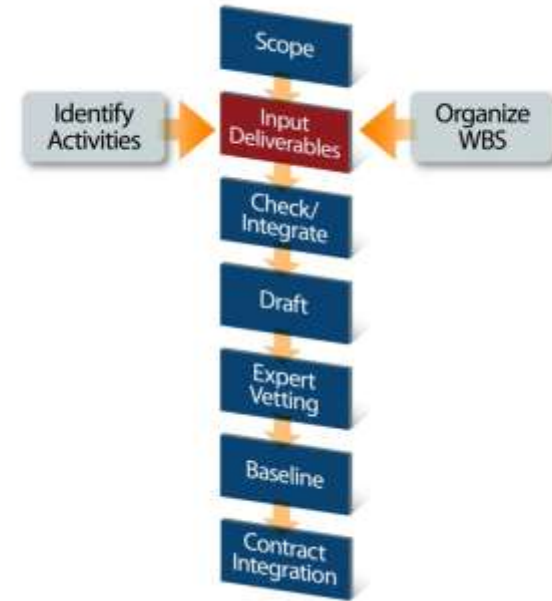 Scope
Identify
Activities
Input
Deliverables
Organize
WBS
Check/
Integrate
Draft
Expert
Vetting
Baseline
Contract
Integration